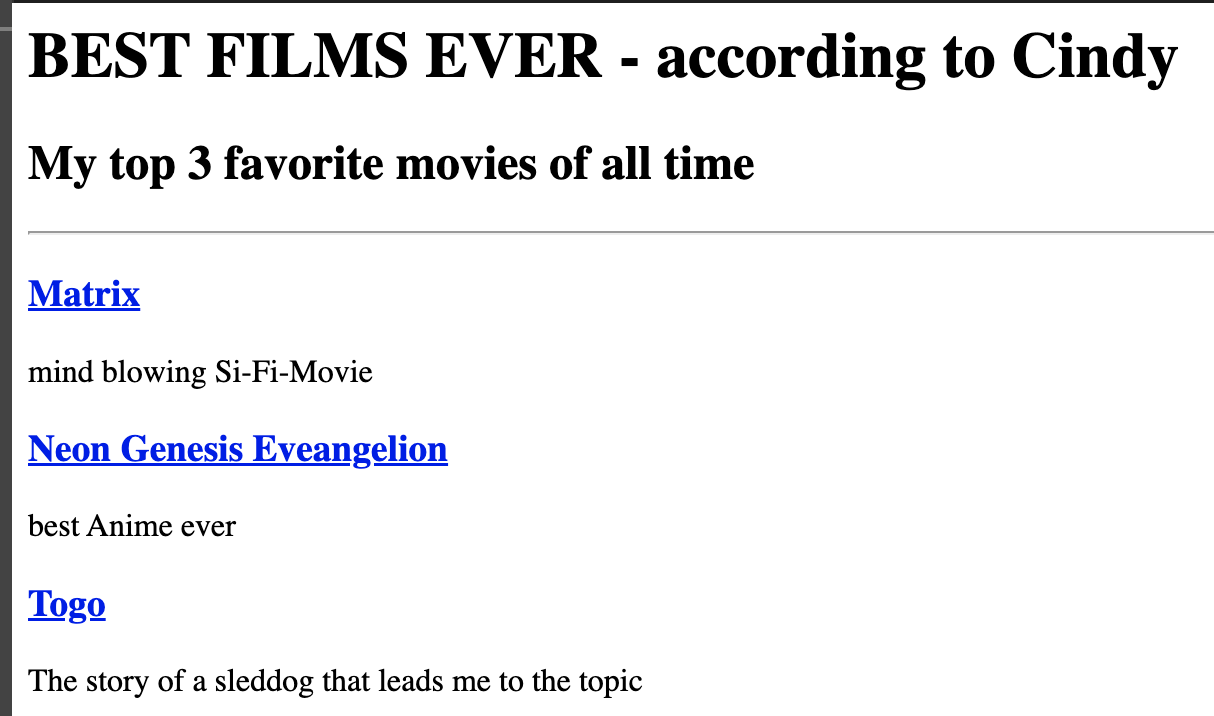 BEST FILMS EVER - according to Cindy
My top 3 favorite movies of all time
Matrix
mind blowing Si-Fi-Movie
Neon Genesis Eveangelion
best Anime ever
Togo
The story of a sleddog that leads me to the topic